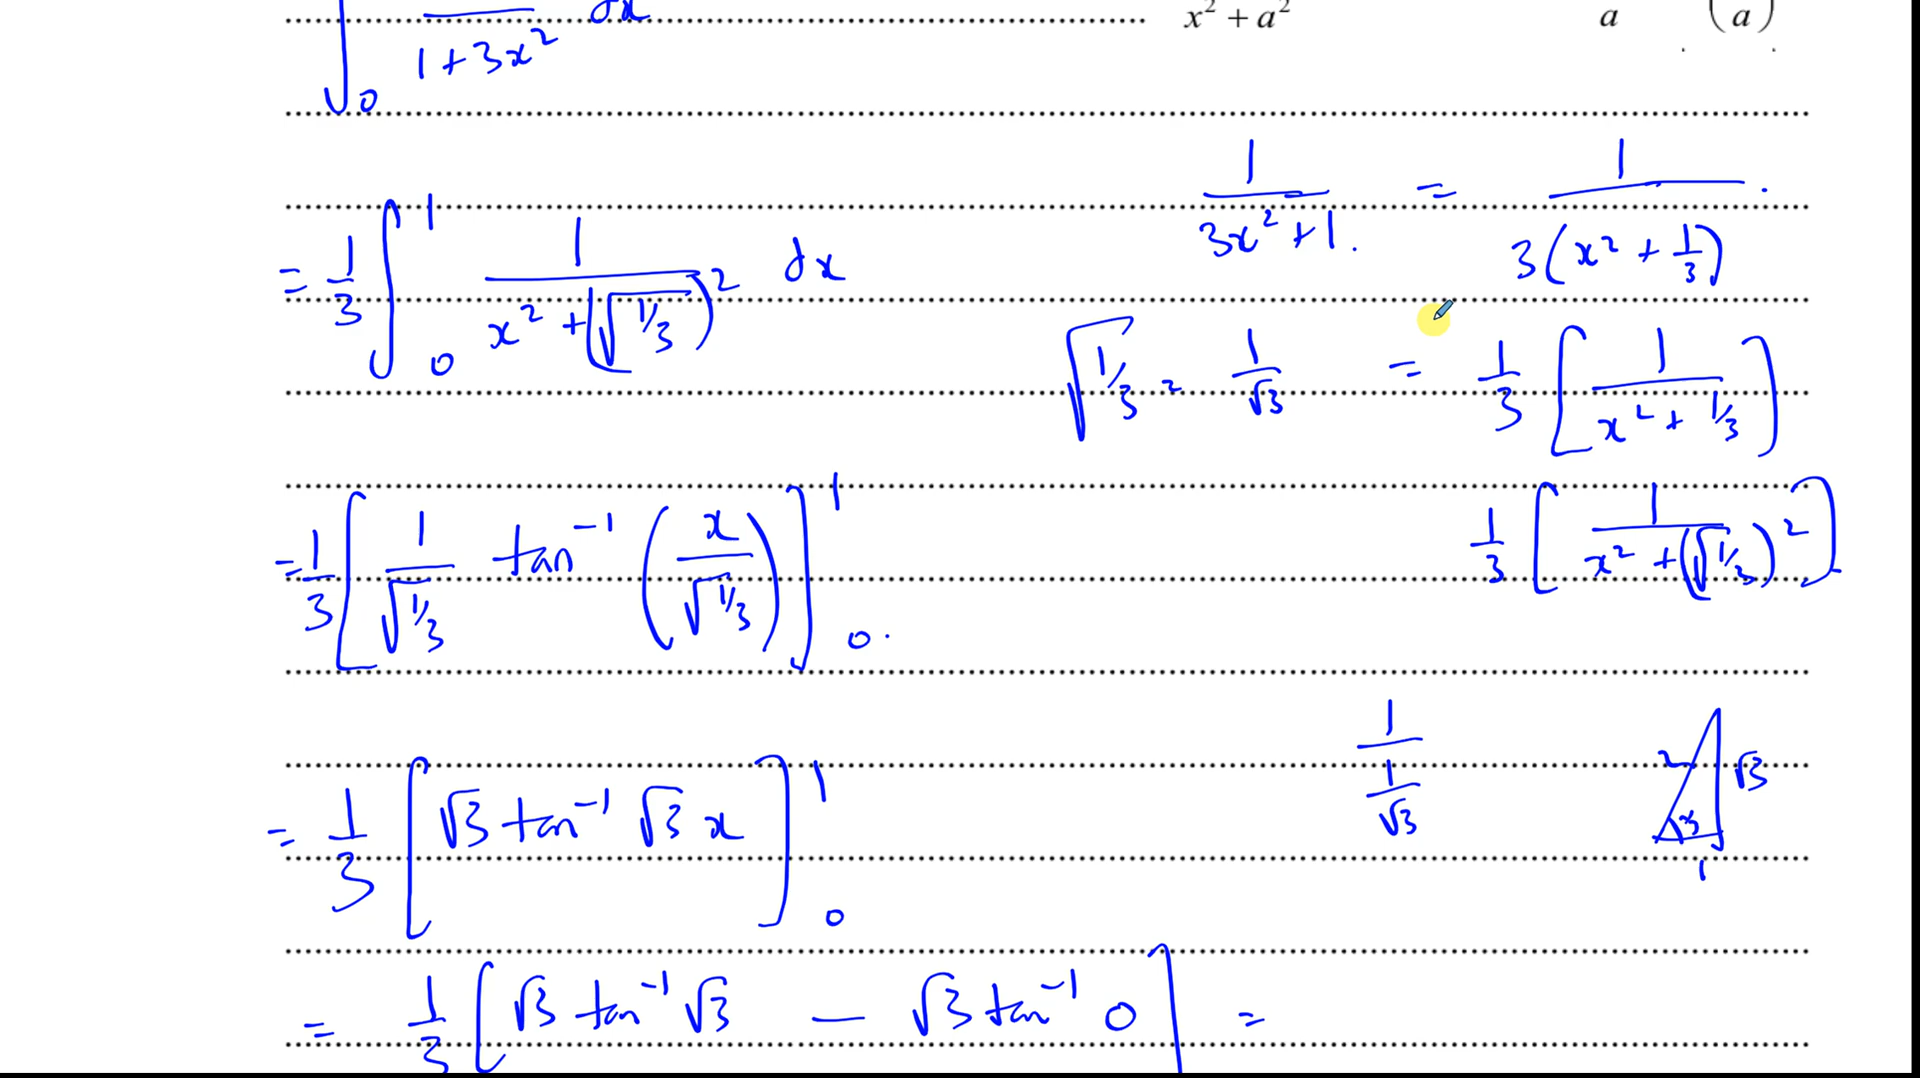 ∫₀ 1/(1+3x²) dx    x² + a²    a    (a)
1/(3x²+1) = 1/(3(x² + 1/3))
= 1/3 ∫₀¹ 1/(x² + (√(1/3))²) dx
√(1/3) = 1/√3    = 1/3 [1/(x² + 1/3)]
= 1/3 [1/√(1/3) tan⁻¹ (x/√(1/3))]₀¹    1/3 [1/(x² + (√(1/3))²)]
= 1/3 [√3 tan⁻¹ √3 x]₀¹    1/(1/√3)    2 √3 1
= 1/3 [√3 tan⁻¹ √3 − √3 tan⁻¹ 0] =